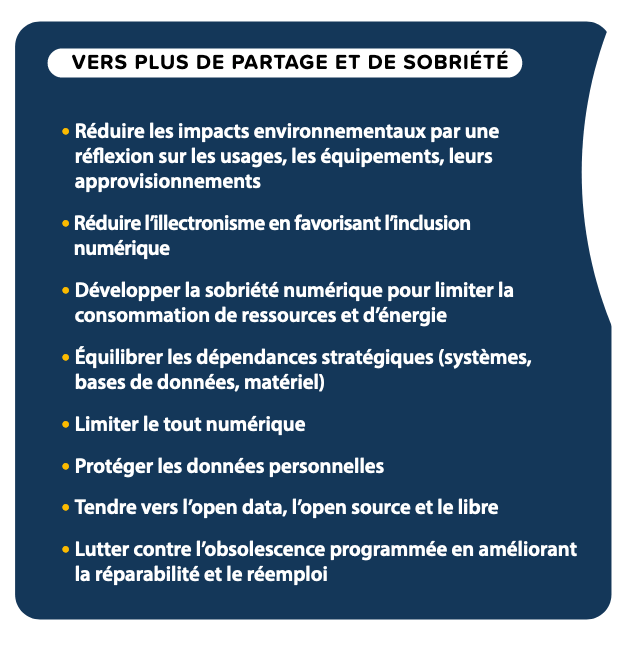 VERS PLUS DE PARTAGE ET DE SOBRIÉTÉ
• Réduire les impacts environnementaux par une
réflexion sur les usages, les équipements, leurs
approvisionnements
• Réduire l’illectronisme en favorisant l’inclusion
numérique
• Développer la sobriété numérique pour limiter la
consommation de ressources et d’énergie
• Équilibrer les dépendances stratégiques (systèmes,
bases de données, matériel)
• Limiter le tout numérique
• Protéger les données personnelles
• Tendre vers l’open data, l’open source et le libre
• Lutter contre l’obsolescence programmée en améliorant
la réparabilité et le réemploi